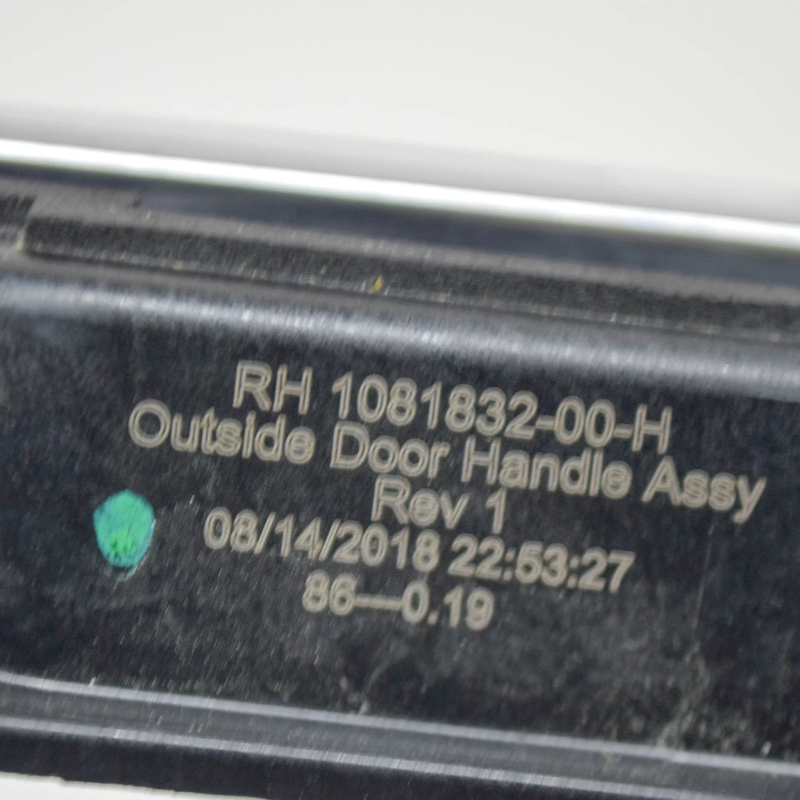 RH 1081832-00-H
Outside Door Handle Assy
Rev 1
08/14/2018 22:53:27
86—0.19